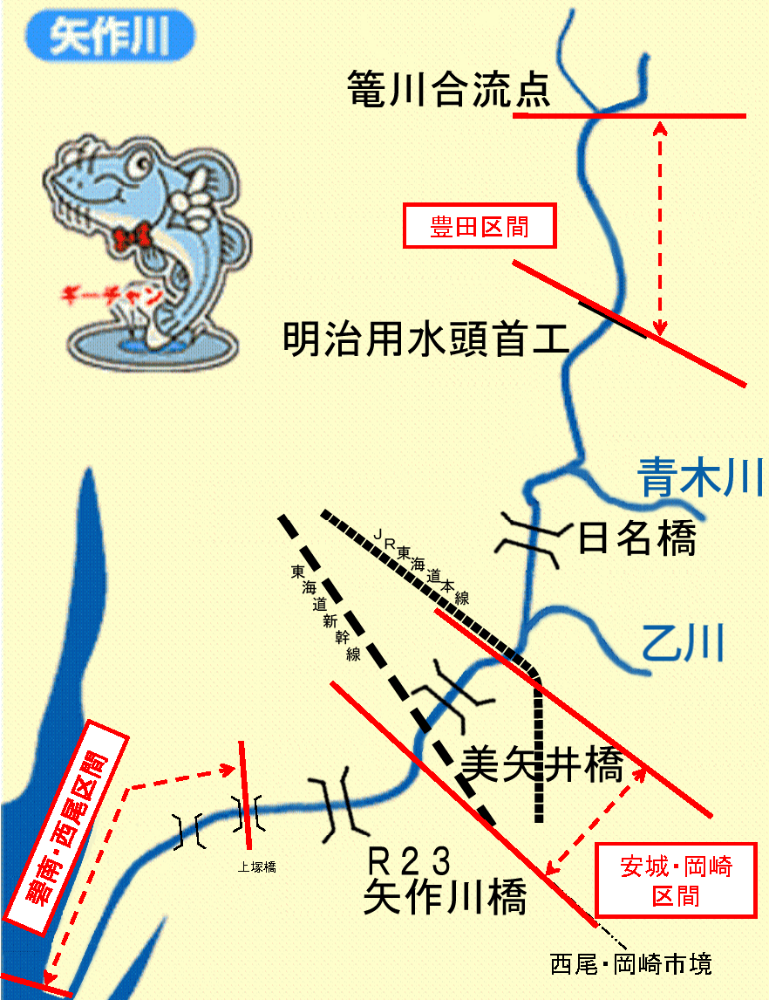 矢作川
篭川合流点
豊田区間
ギーチャン
明治用水頭首工
青木川
日名橋
JR東海道本線
東海道新幹線
乙川
美矢井橋
碧南・西尾区間
上塚橋
R23
矢作川橋
安城・岡崎
区間
西尾・岡崎市境